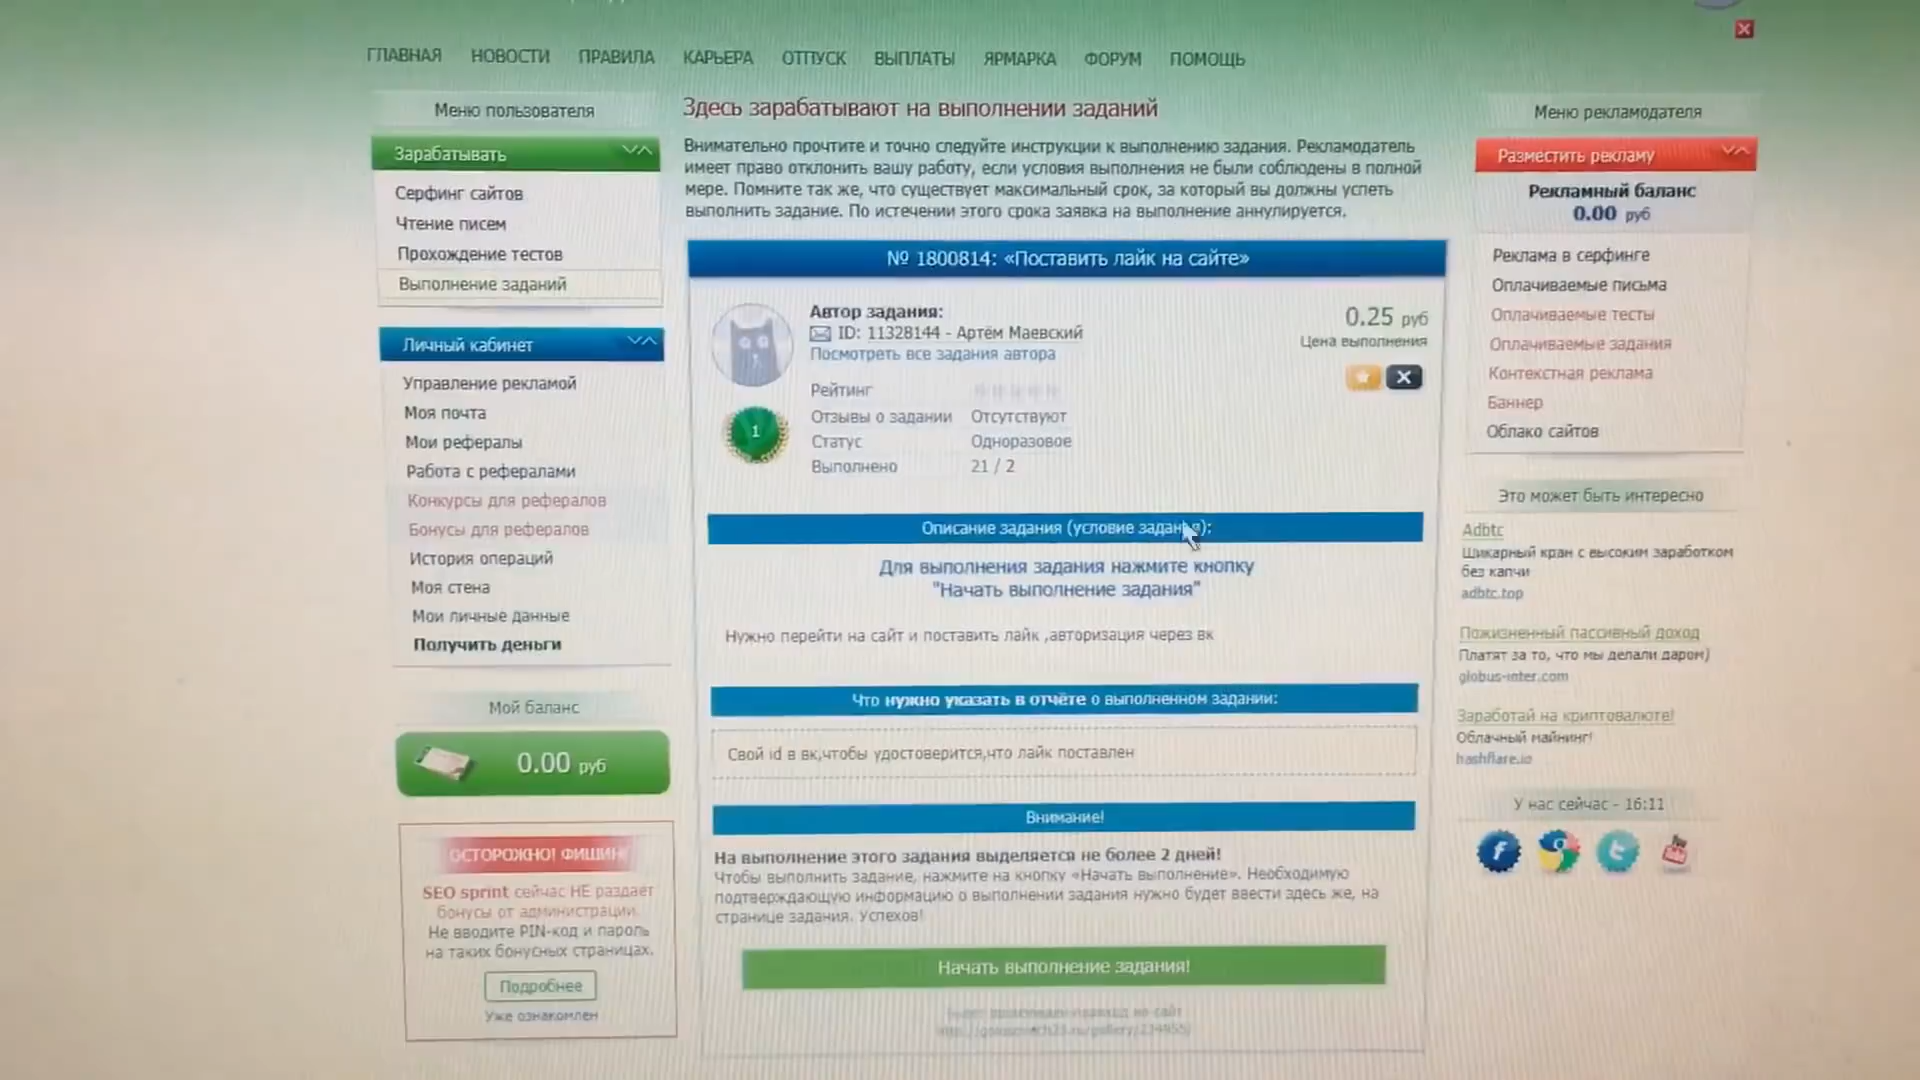 ГЛАВНАЯ НОВОСТИ ПРАВИЛА КАРЬЕРА ОТПУСК ВЫПЛАТЫ ЯРМАРКА ФОРУМ ПОМОЩЬ
Меню пользователя
Зарабатывать
Серфинг сайтов
Чтение писем
Прохождение тестов
Выполнение заданий
Личный кабинет
Управление рекламой
Моя почта
Мои рефералы
Работа с рефералами
Конкурсы для рефералов
Бонусы для рефералов
История операций
Моя стена
Мои личные данные
Получить деньги
Мой баланс
0.00 руб
ОСТОРОЖНО! ФИШИНГ
SEO sprint сейчас НЕ раздает
бонусы от администрации.
Не вводите PIN-код и пароль
на таких бонусных страницах.
Подробнее
Уже ознакомлен
Здесь зарабатывают на выполнении заданий
Внимательно прочтите и точно следуйте инструкции к выполнению задания. Рекламодатель
имеет право отклонить вашу работу, если условия выполнения не были соблюдены в полной
мере. Помните так же, что существует максимальный срок, за который вы должны успеть
выполнить задание. По истечении этого срока заявка на выполнение аннулируется.
№ 1800814: «Поставить лайк на сайте»
Автор задания:
ID: 11328144 - Артём Маевский
Посмотреть все задания автора
0.25 руб
Цена выполнения
1
Рейтинг
Отзывы о задании Отсутствуют
Статус Одноразовое
Выполнено 21 / 2
Описание задания (условие задания):
Для выполнения задания нажмите кнопку
"Начать выполнение задания"
Нужно перейти на сайт и поставить лайк ,авторизация через вк
Что нужно указать в отчёте о выполненном задании:
Свой id в вк,чтобы удостоверится,что лайк поставлен
Внимание!
На выполнение этого задания выделяется не более 2 дней!
Чтобы выполнить задание, нажмите на кнопку «Начать выполнение». Необходимую
подтверждающую информацию о выполнении задания нужно будет ввести здесь же, на
странице задания. Успехов!
Начать выполнение задания!
Меню рекламодателя
Разместить рекламу
Рекламный баланс
0.00 руб
Реклама в серфинге
Оплачиваемые письма
Оплачиваемые тесты
Оплачиваемые задания
Контекстная реклама
Баннер
Облако сайтов
Это может быть интересно
Adbtc
Шикарный кран с высоким заработком
без капчи
adbtc.top
Пожизненный пассивный доход
Платят за то, что мы делали даром)
globus-inter.com
Заработай на криптовалюте!
Облачный майнинг!
hashflare.io
У нас сейчас - 16:11